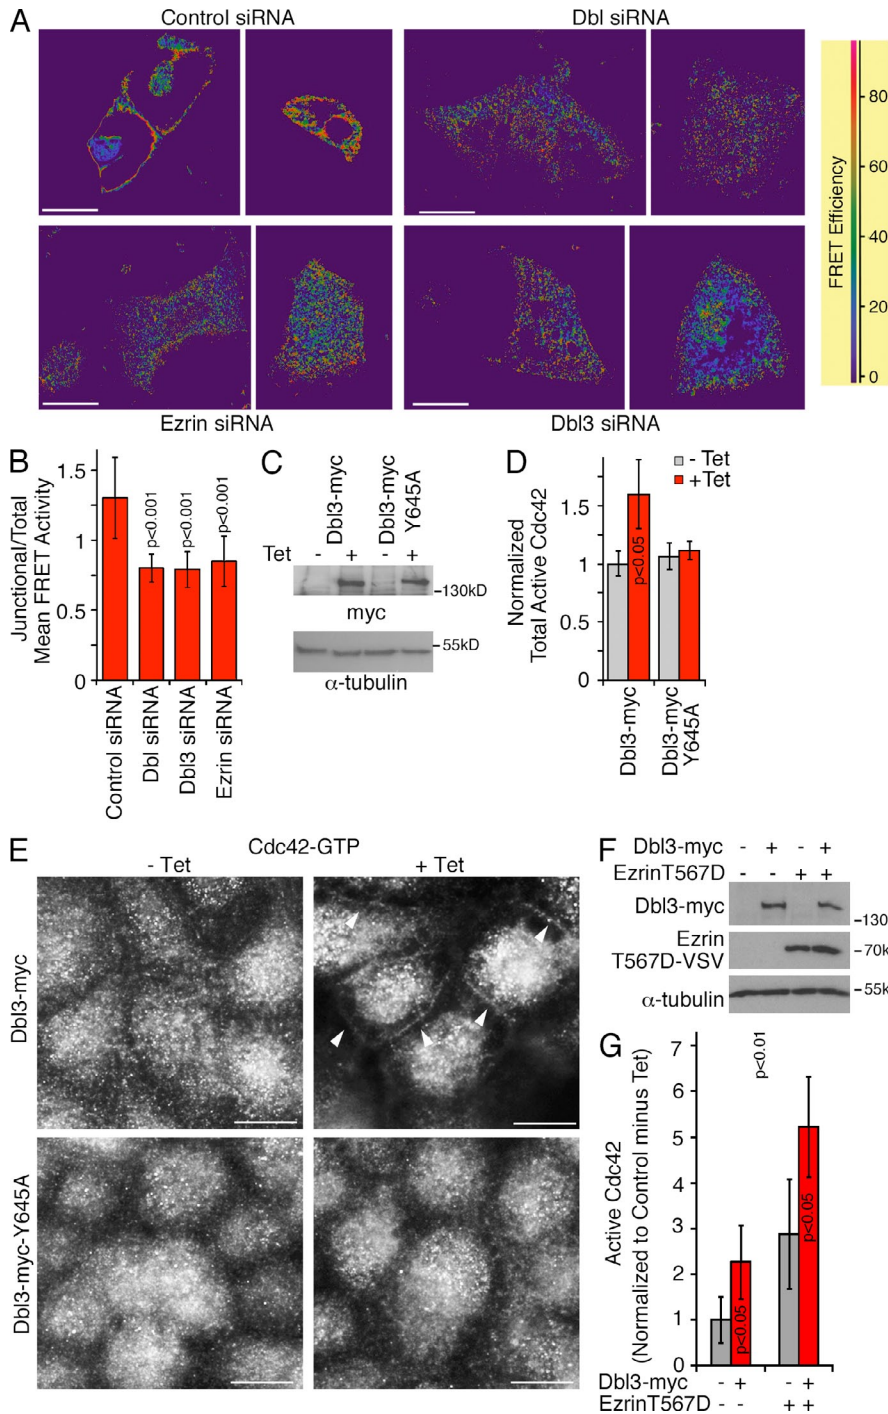 A
Control siRNA
Dbl siRNA
Ezrin siRNA
Dbl3 siRNA
FRET Efficiency
80
60
40
20
0
B
Junctional/Total
Mean FRET Activity
1.5
1
0.5
0
p<0.001
p<0.001
p<0.001
Control siRNA
Dbl siRNA
Dbl3 siRNA
Ezrin siRNA
C
Dbl3-myc
Dbl3-myc
Y645A
Tet - + - +
-130kD
myc
-55kD
α-tubulin
D
- Tet
+Tet
Normalized
Total Active Cdc42
1.5
1
0.5
0
p<0.05
Dbl3-myc
Dbl3-myc
Y645A
E
Cdc42-GTP
- Tet
+ Tet
Dbl3-myc
Dbl3-myc-Y645A
F
Dbl3-myc - + - +
EzrinT567D - - + +
Dbl3-myc
-130
Ezrin
T567D-VSV
-70k
α-tubulin
-55k
G
Active Cdc42
(Normalized to Control minus Tet)
7
6
5
4
3
2
1
0
p<0.01
p<0.05
p<0.05
Dbl3-myc - + - +
EzrinT567D - - + +